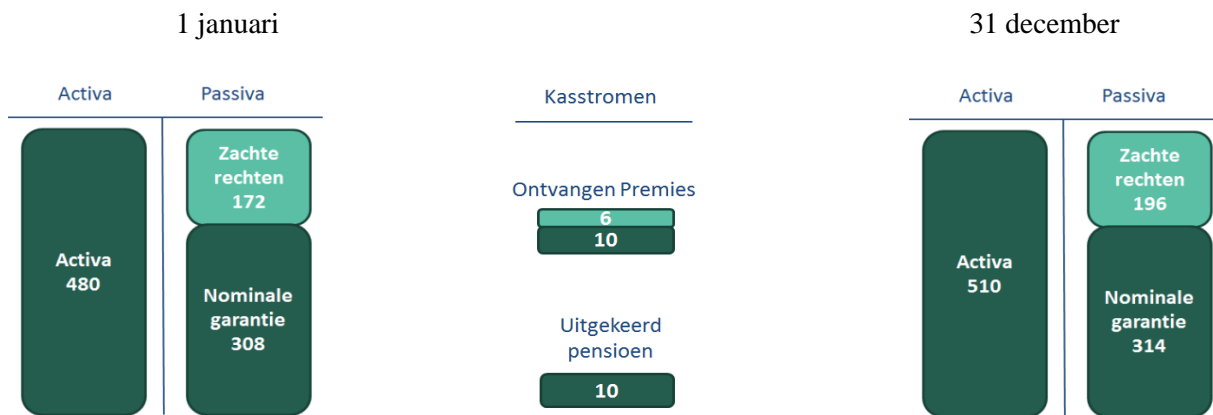 1 januari
Activa
Passiva
Activa
480
Zachte
rechten
172
Nominale
garantie
308
Kasstromen
Ontvangen Premies
6
10
Uitgekeerd
pensioen
10
31 december
Activa
Passiva
Activa
510
Zachte
rechten
196
Nominale
garantie
314